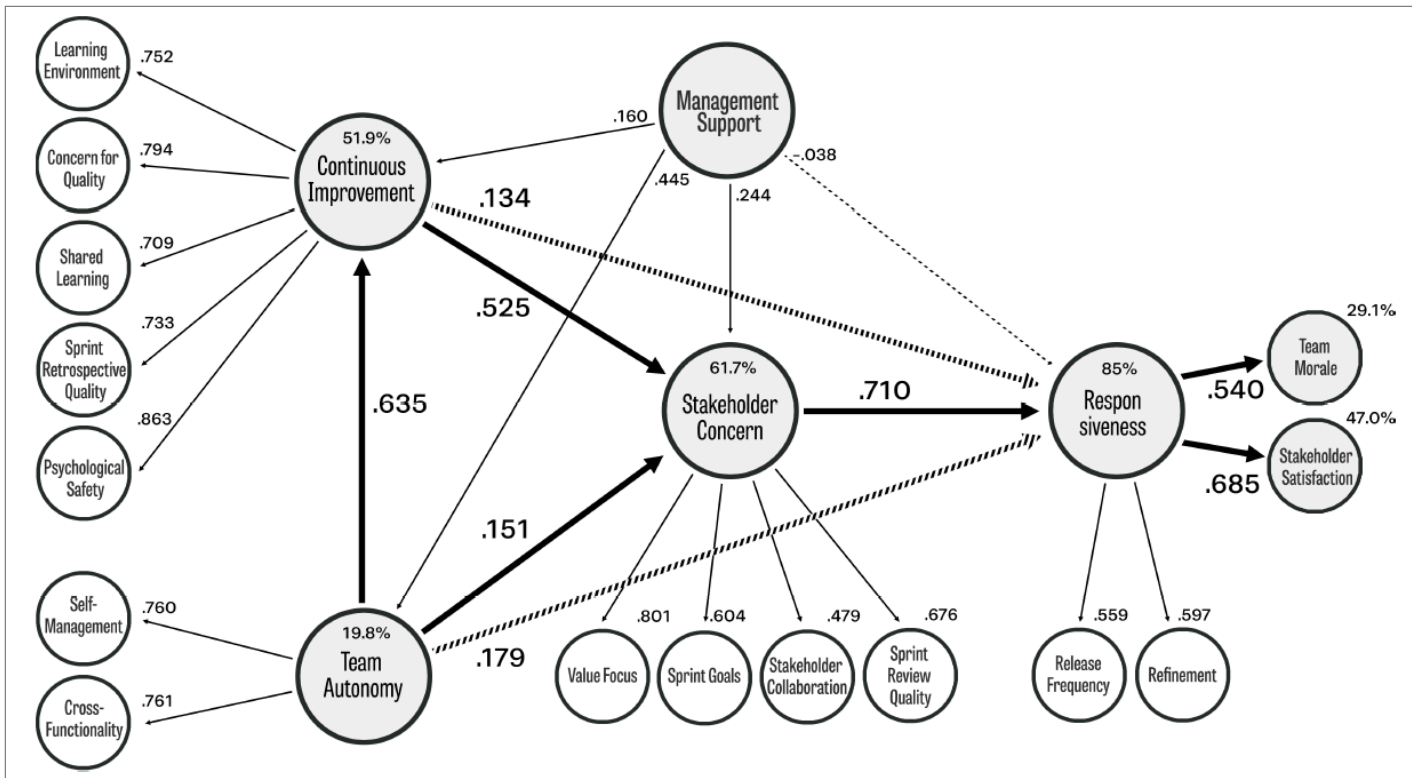 Learning
Environment
.752
Concern for
Quality
.794
Shared
Learning
.709
Sprint
Retrospective
Quality
.733
Psychological
Safety
.863
Self-
Management
.760
Cross-
Functionality
.761
51.9%
Continuous
Improvement
.635
19.8%
Team
Autonomy
Management
Support
.160
.445
.244
-.038
.134
.525
.151
.179
61.7%
Stakeholder
Concern
.710
.801
Value Focus
.604
Sprint Goals
.479
Stakeholder
Collaboration
.676
Sprint
Review
Quality
85%
Respon
siveness
.559
Release
Frequency
.597
Refinement
29.1%
Team
Morale
.540
47.0%
Stakeholder
Satisfaction
.685